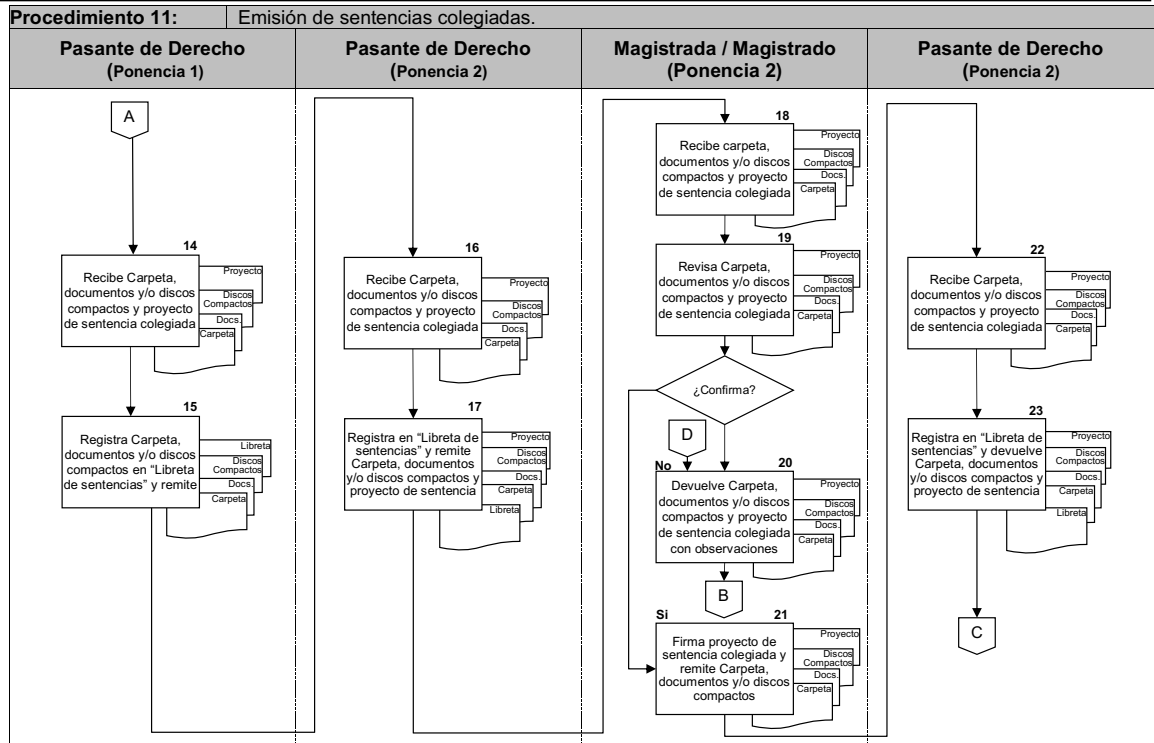 Procedimiento 11: Emisión de sentencias colegiadas.
Pasante de Derecho
(Ponencia 1)
Pasante de Derecho
(Ponencia 2)
Magistrada / Magistrado
(Ponencia 2)
Pasante de Derecho
(Ponencia 2)
A
14
Recibe Carpeta,
documentos y/o discos
compactos y proyecto
de sentencia colegiada
Proyecto
Discos
Compactos
Docs.
Carpeta
15
Registra Carpeta,
documentos y/o discos
compactos en “Libreta
de sentencias” y remite
Libreta
Discos
Compactos
Docs.
Carpeta
16
Recibe Carpeta,
documentos y/o discos
compactos y proyecto
de sentencia colegiada
Proyecto
Discos
Compactos
Docs.
Carpeta
17
Registra en “Libreta de
sentencias” y remite
Carpeta, documentos
y/o discos compactos y
proyecto de sentencia
Proyecto
Discos
Compactos
Docs.
Carpeta
Libreta
18
Recibe carpeta,
documentos y/o discos
compactos y proyecto
de sentencia colegiada
Proyecto
Discos
Compactos
Docs.
Carpeta
19
Revisa Carpeta,
documentos y/o discos
compactos y proyecto
de sentencia colegiada
Proyecto
Discos
Compactos
Docs.
Carpeta
¿Confirma?
D
No
20
Devuelve Carpeta,
documentos y/o discos
compactos y proyecto
de sentencia colegiada
con observaciones
Proyecto
Discos
Compactos
Docs.
Carpeta
B
Si
21
Firma proyecto de
sentencia colegiada y
remite Carpeta,
documentos y/o discos
compactos
Proyecto
Discos
Compactos
Docs.
Carpeta
22
Recibe Carpeta,
documentos y/o discos
compactos y proyecto
de sentencia colegiada
Proyecto
Discos
Compactos
Docs.
Carpeta
23
Registra en “Libreta de
sentencias” y devuelve
Carpeta, documentos
y/o discos compactos y
proyecto de sentencia
Proyecto
Discos
Compactos
Docs.
Carpeta
Libreta
C